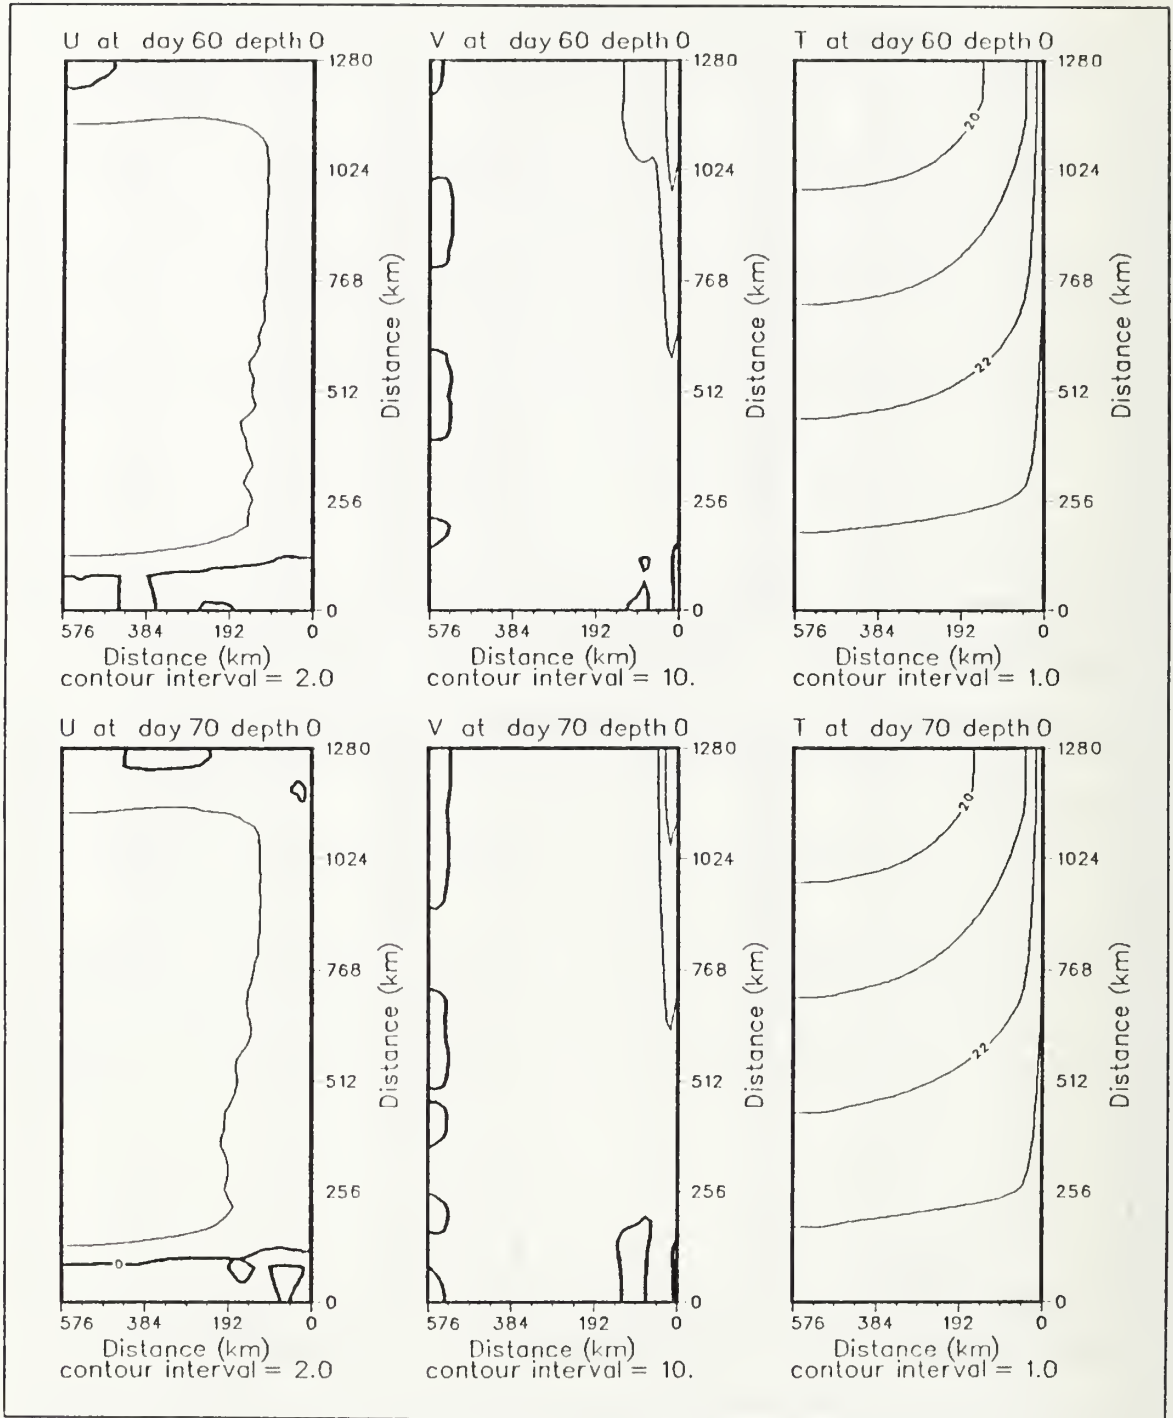 U at day 60 depth 0
1280
1024
768
512
256
0
Distance (km)
576 384 192 0
Distance (km)
contour interval = 2.0
V at day 60 depth 0
1280
1024
768
512
256
0
Distance (km)
576 384 192 0
Distance (km)
contour interval = 10.
T at day 60 depth 0
20
22
1280
1024
768
512
256
0
Distance (km)
576 384 192 0
Distance (km)
contour interval = 1.0
U at day 70 depth 0
0
1280
1024
768
512
256
0
Distance (km)
576 384 192 0
Distance (km)
contour interval = 2.0
V at day 70 depth 0
1280
1024
768
512
256
0
Distance (km)
576 384 192 0
Distance (km)
contour interval = 10.
T at day 70 depth 0
20
22
1280
1024
768
512
256
0
Distance (km)
576 384 192 0
Distance (km)
contour interval = 1.0